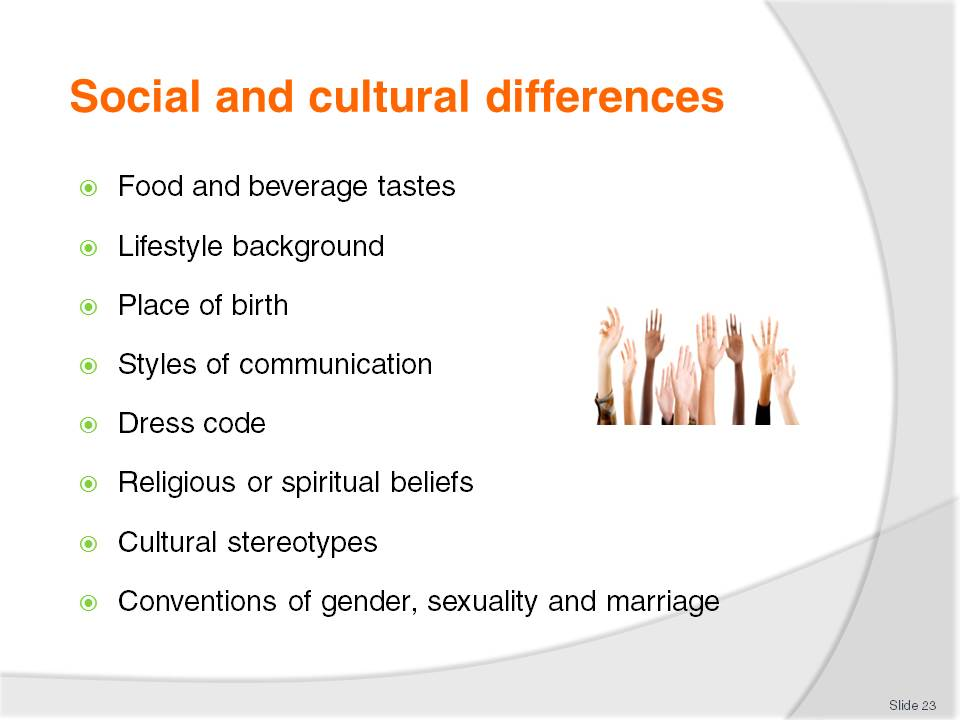 Social and cultural differences
Food and beverage tastes
Lifestyle background
Place of birth
Styles of communication
Dress code
Religious or spiritual beliefs
Cultural stereotypes
Conventions of gender, sexuality and marriage
Slide 23